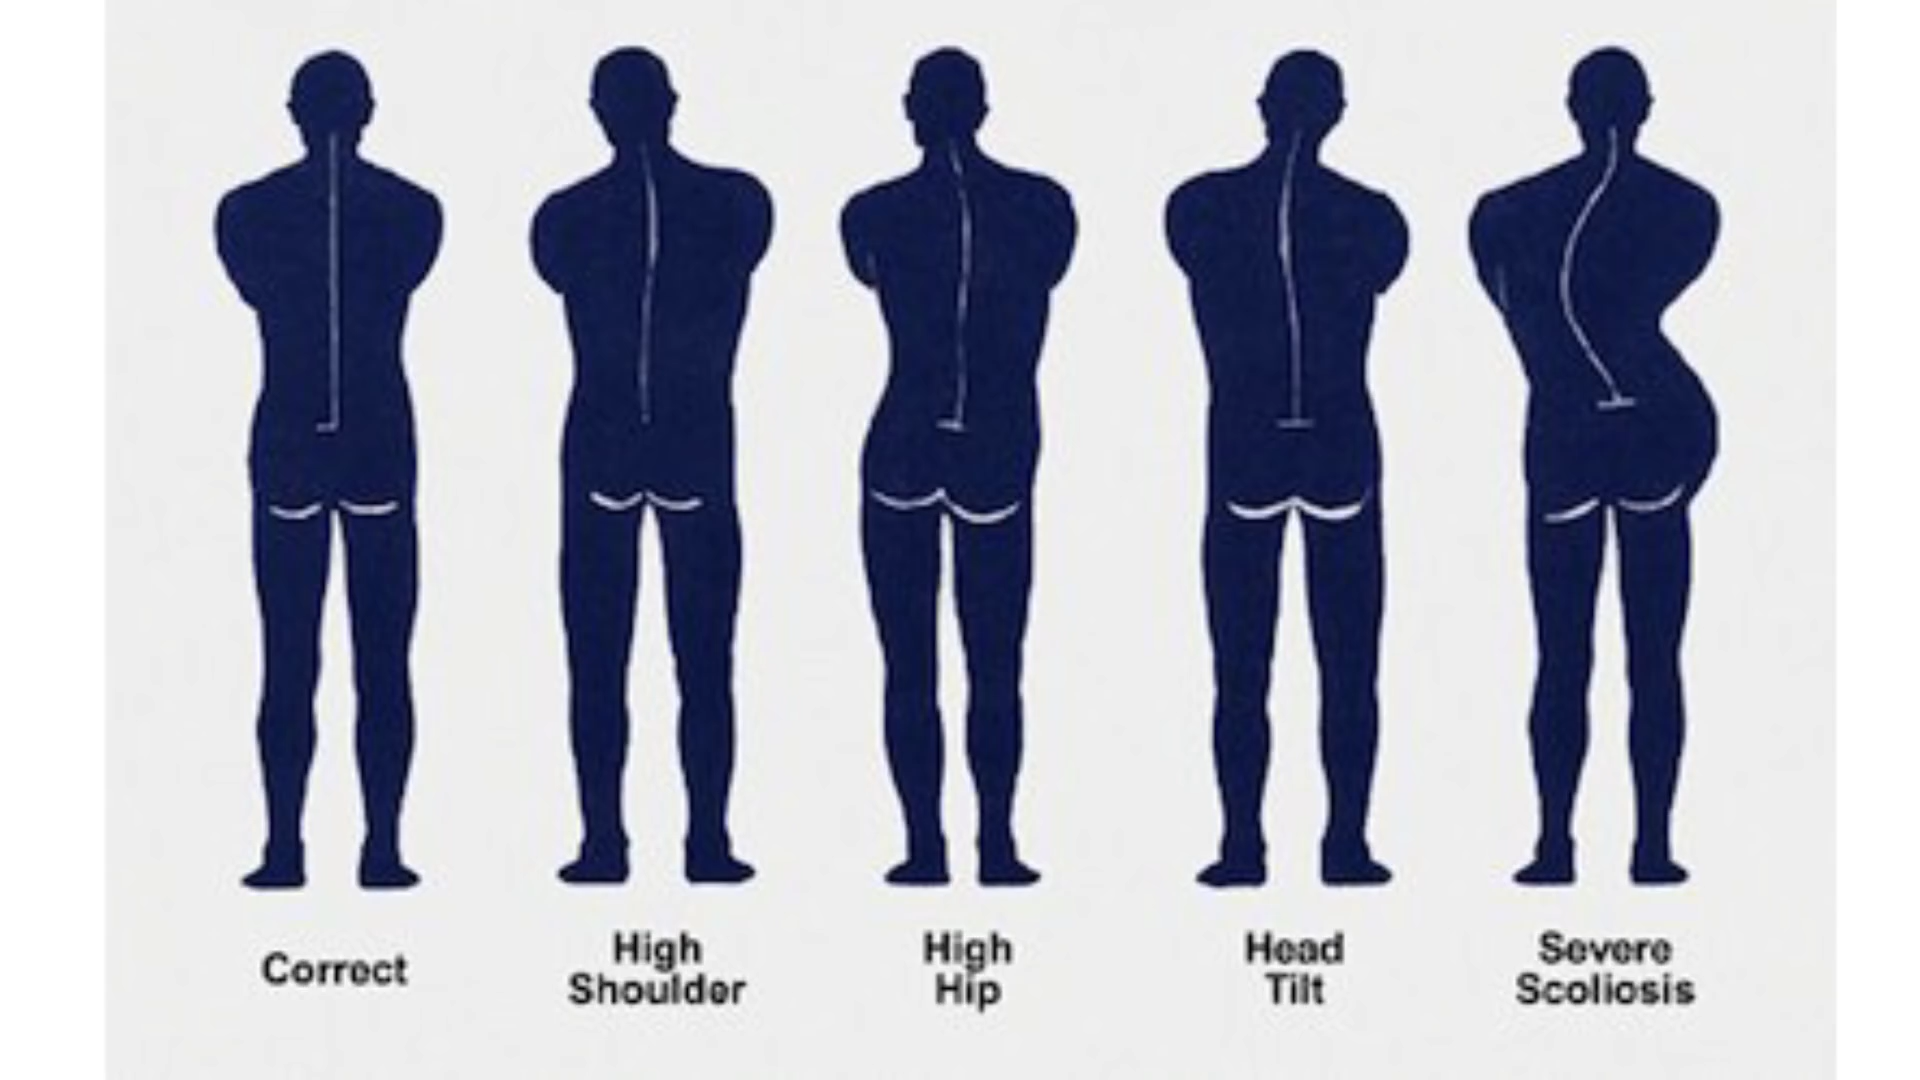 Correct
High
Shoulder
High
Hip
Head
Tilt
Severe
Scoliosis